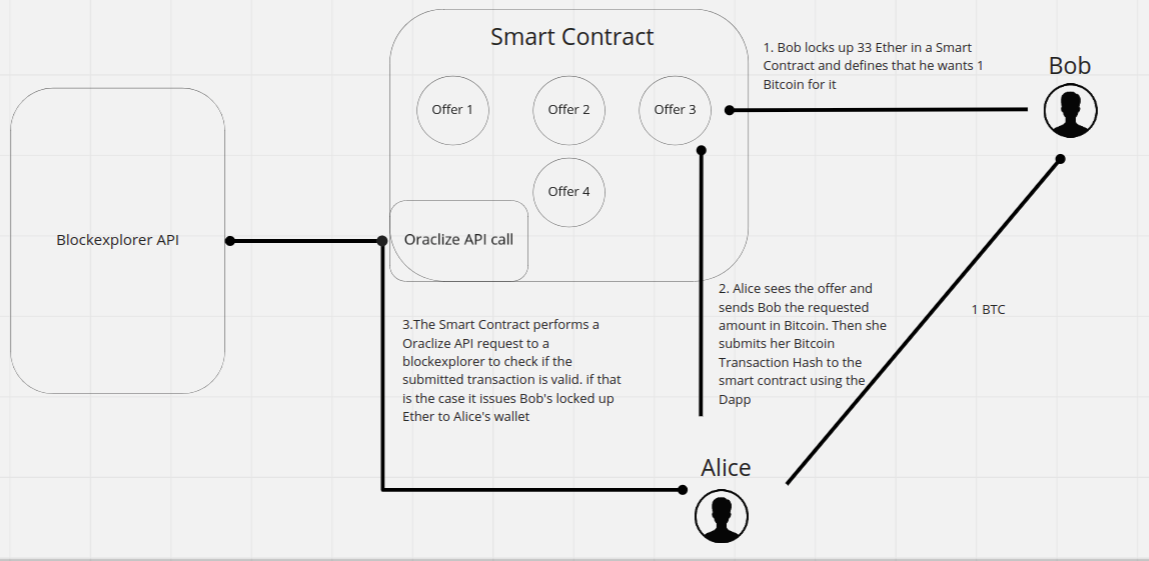 Smart Contract
Offer 1
Offer 2
Offer 3
Offer 4
1. Bob locks up 33 Ether in a Smart
Contract and defines that he wants 1
Bitcoin for it
Bob
Blockexplorer API
Oraclize API call
2. Alice sees the offer and
sends Bob the requested
amount in Bitcoin. Then she
submits her Bitcoin
Transaction Hash to the
smart contract using the
Dapp
1 BTC
3.The Smart Contract performs a
Oraclize API request to a
blockexplorer to check if the
submitted transaction is valid. if that
is the case it issues Bob's locked up
Ether to Alice's wallet
Alice